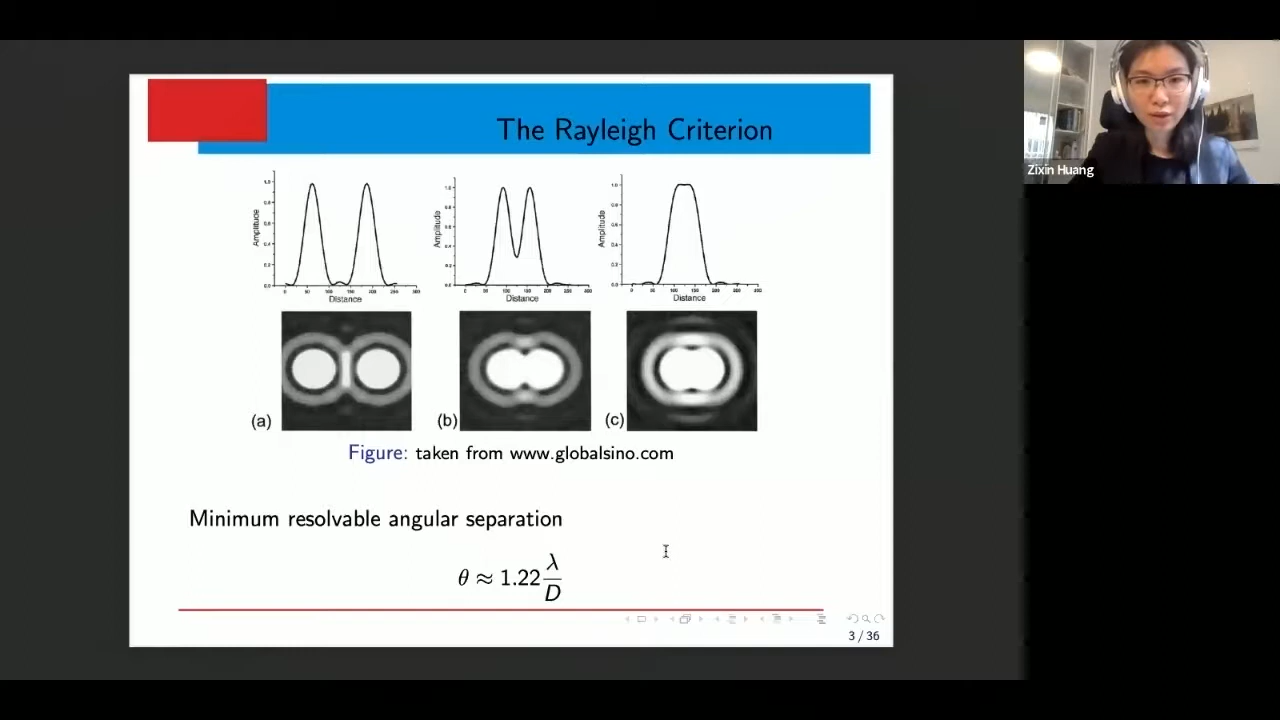 The Rayleigh Criterion
Zixin Huang
Amplitude
Distance
Amplitude
Distance
Amplitude
Distance
(a)
(b)
(c)
Figure: taken from www.globalsino.com
Minimum resolvable angular separation
θ ≈ 1.22 λ/D
3 / 36